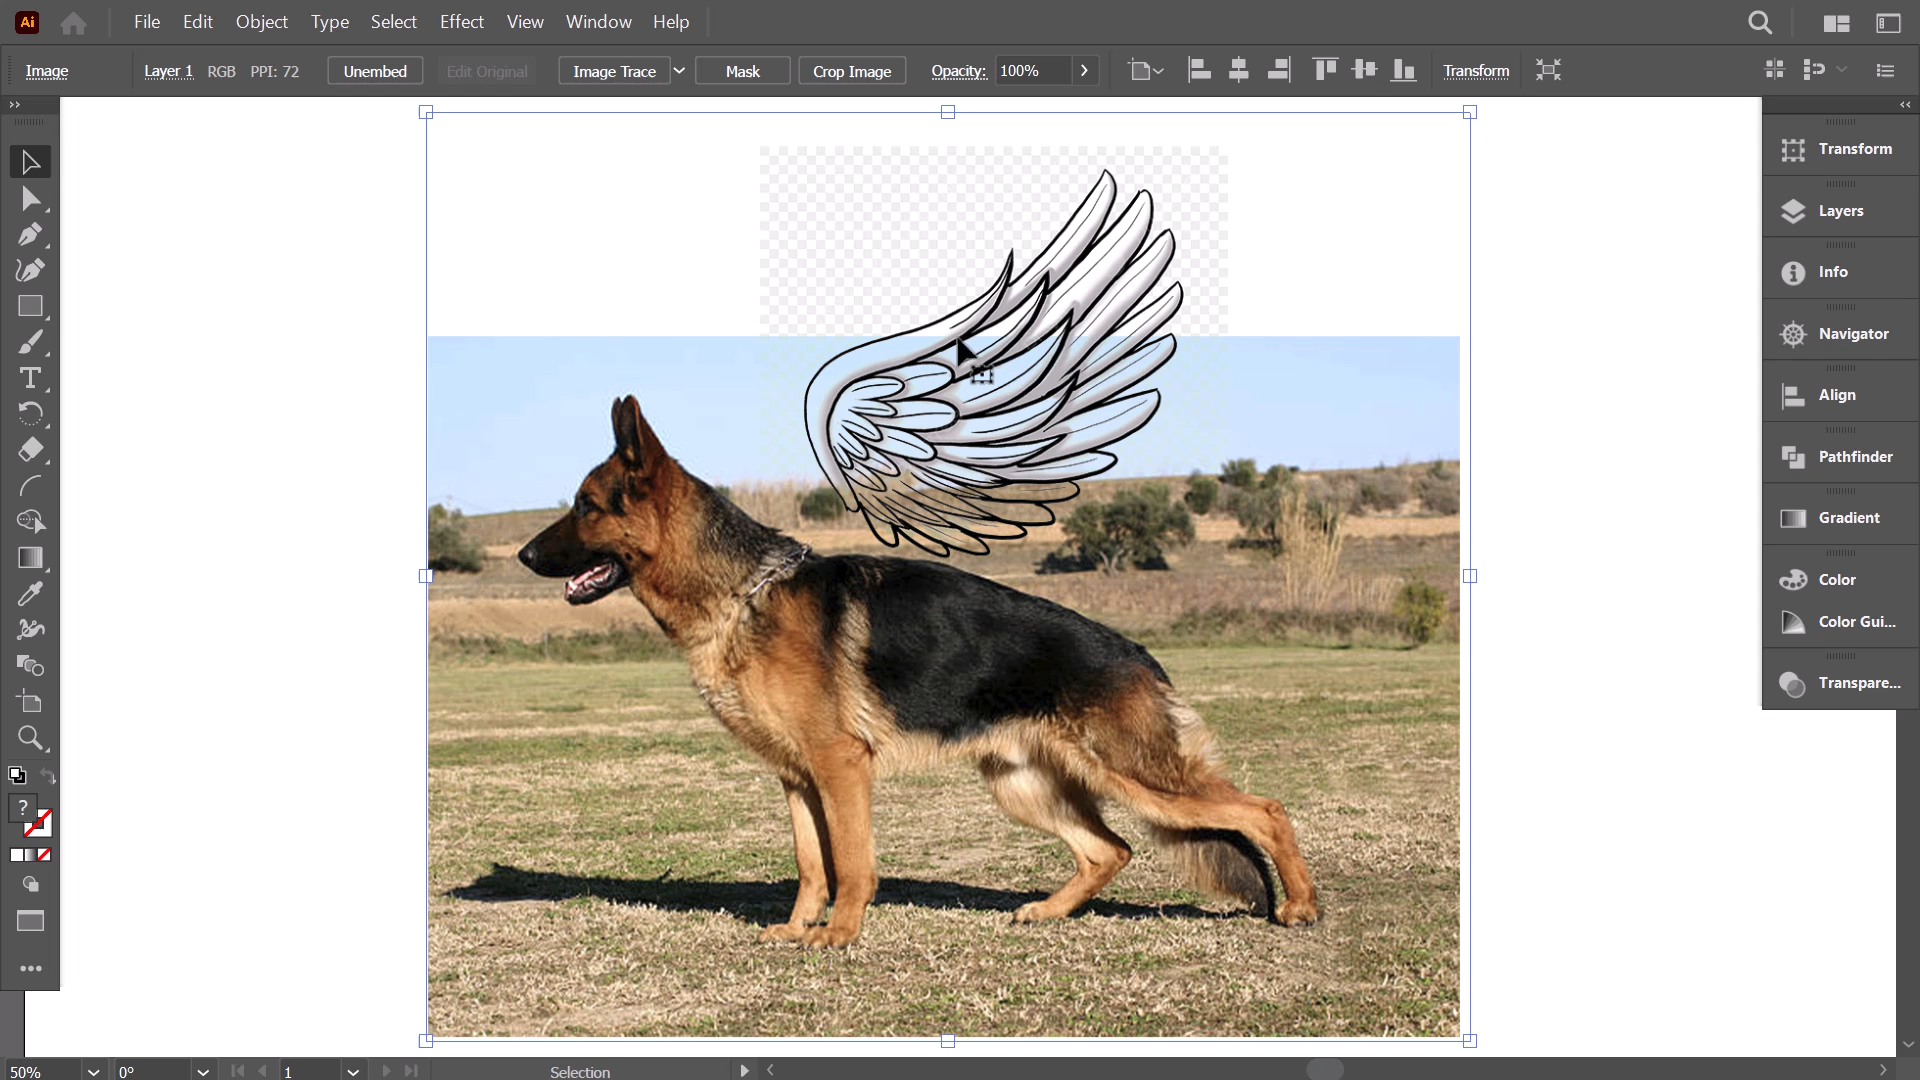 Ai File Edit Object Type Select Effect View Window Help
Image Layer 1 RGB PPI: 72 Unembed Edit Original Image Trace Mask Crop Image Opacity: 100% Transform
Transform
Layers
Info
Navigator
Align
Pathfinder
Gradient
Color
Color Gui...
Transpare...
?
50% 0° 1 Selection